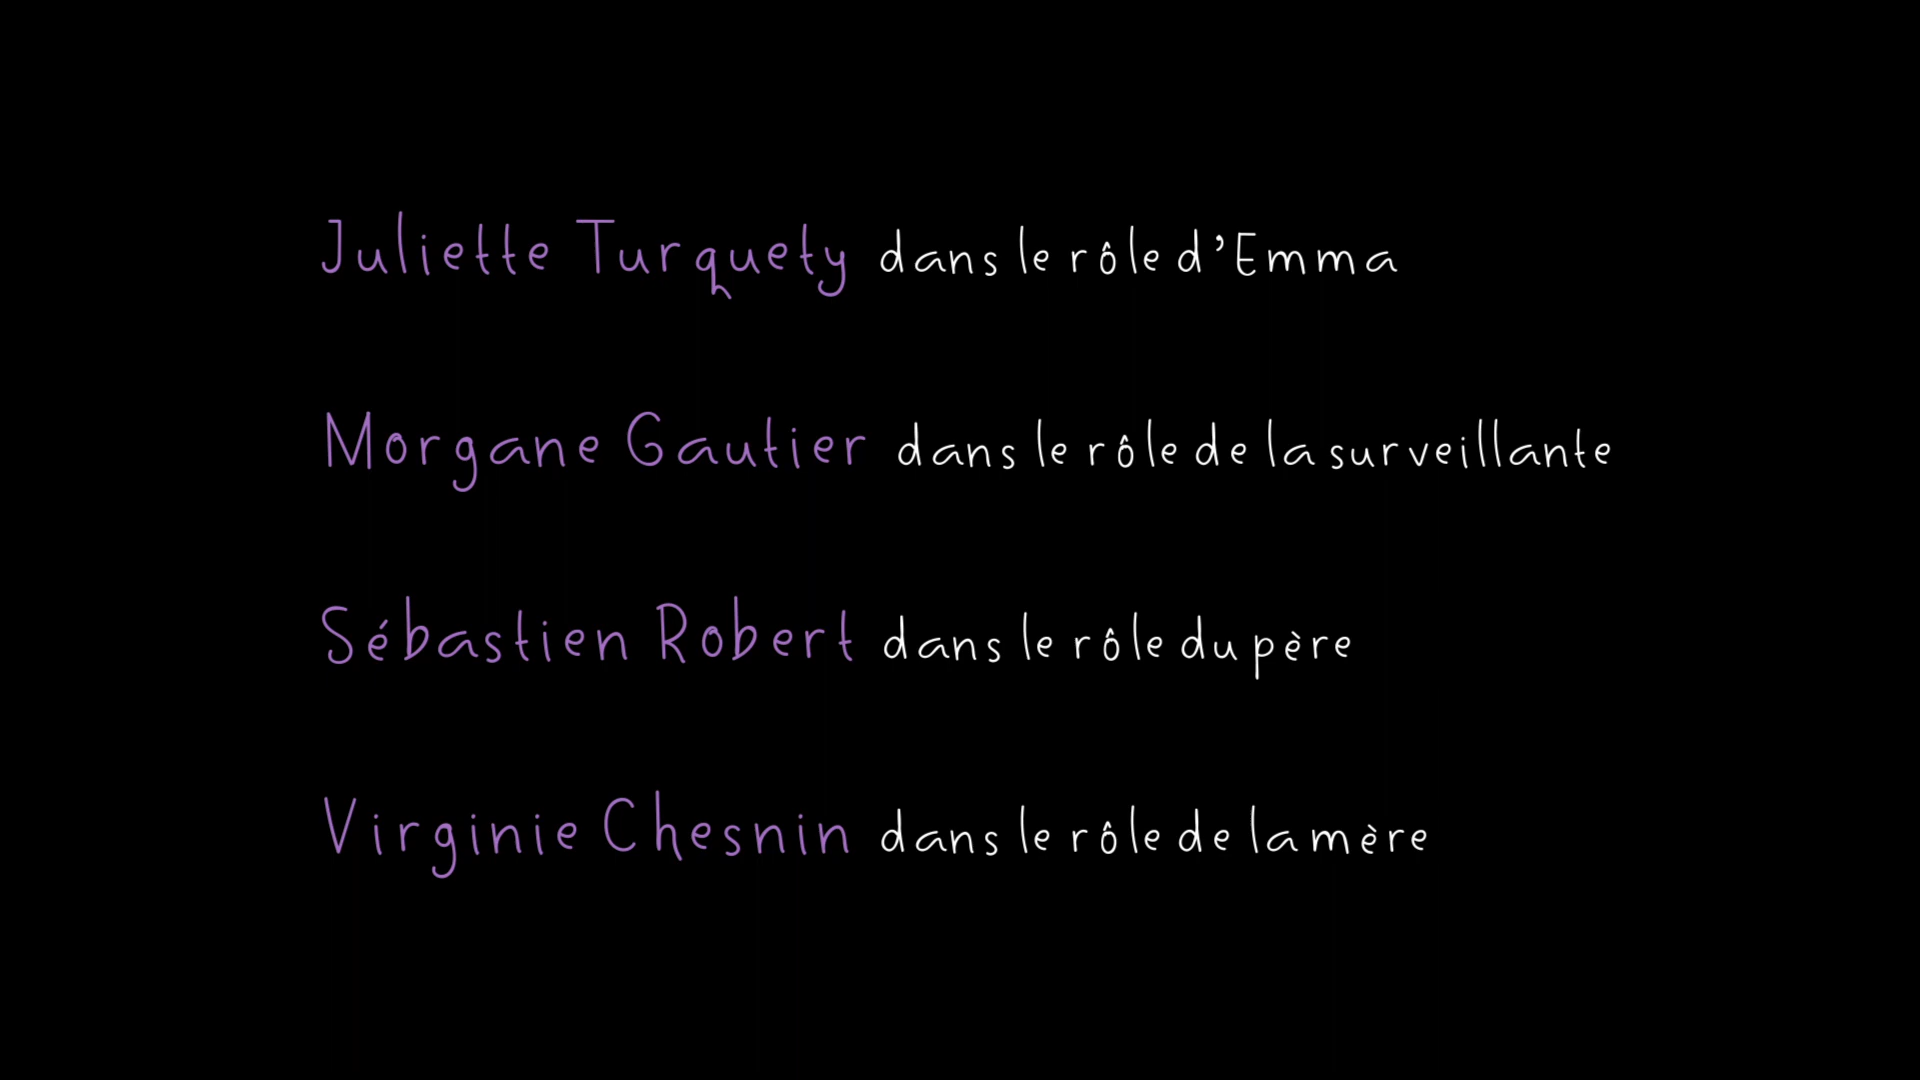 Juliette Turquety dans le rôle d'Emma
Morgane Gautier dans le rôle de la surveillante
Sébastien Robert dans le rôle du père
Virginie Chesnin dans le rôle de la mère